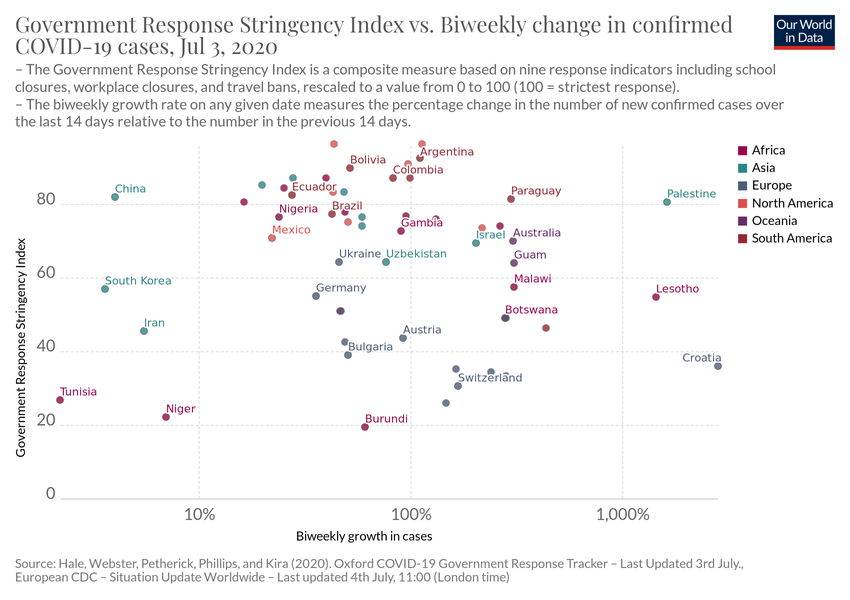 Government Response Stringency Index vs. Biweekly change in confirmed
COVID-19 cases, Jul 3, 2020
Our World
in Data
– The Government Response Stringency Index is a composite measure based on nine response indicators including school
closures, workplace closures, and travel bans, rescaled to a value from 0 to 100 (100 = strictest response).
– The biweekly growth rate on any given date measures the percentage change in the number of new confirmed cases over
the last 14 days relative to the number in the previous 14 days.
Africa
Asia
Europe
North America
Oceania
South America
Government Response Stringency Index
80
60
40
20
0
Argentina
Bolivia
Colombia
China
Ecuador
Paraguay
Palestine
Brazil
Nigeria
Gambia
Mexico
Israel
Australia
Ukraine
Uzbekistan
Guam
South Korea
Malawi
Germany
Lesotho
Botswana
Iran
Austria
Bulgaria
Croatia
Switzerland
Tunisia
Niger
Burundi
10%
100%
1,000%
Biweekly growth in cases
Source: Hale, Webster, Petherick, Phillips, and Kira (2020). Oxford COVID-19 Government Response Tracker – Last Updated 3rd July.,
European CDC – Situation Update Worldwide – Last updated 4th July, 11:00 (London time)